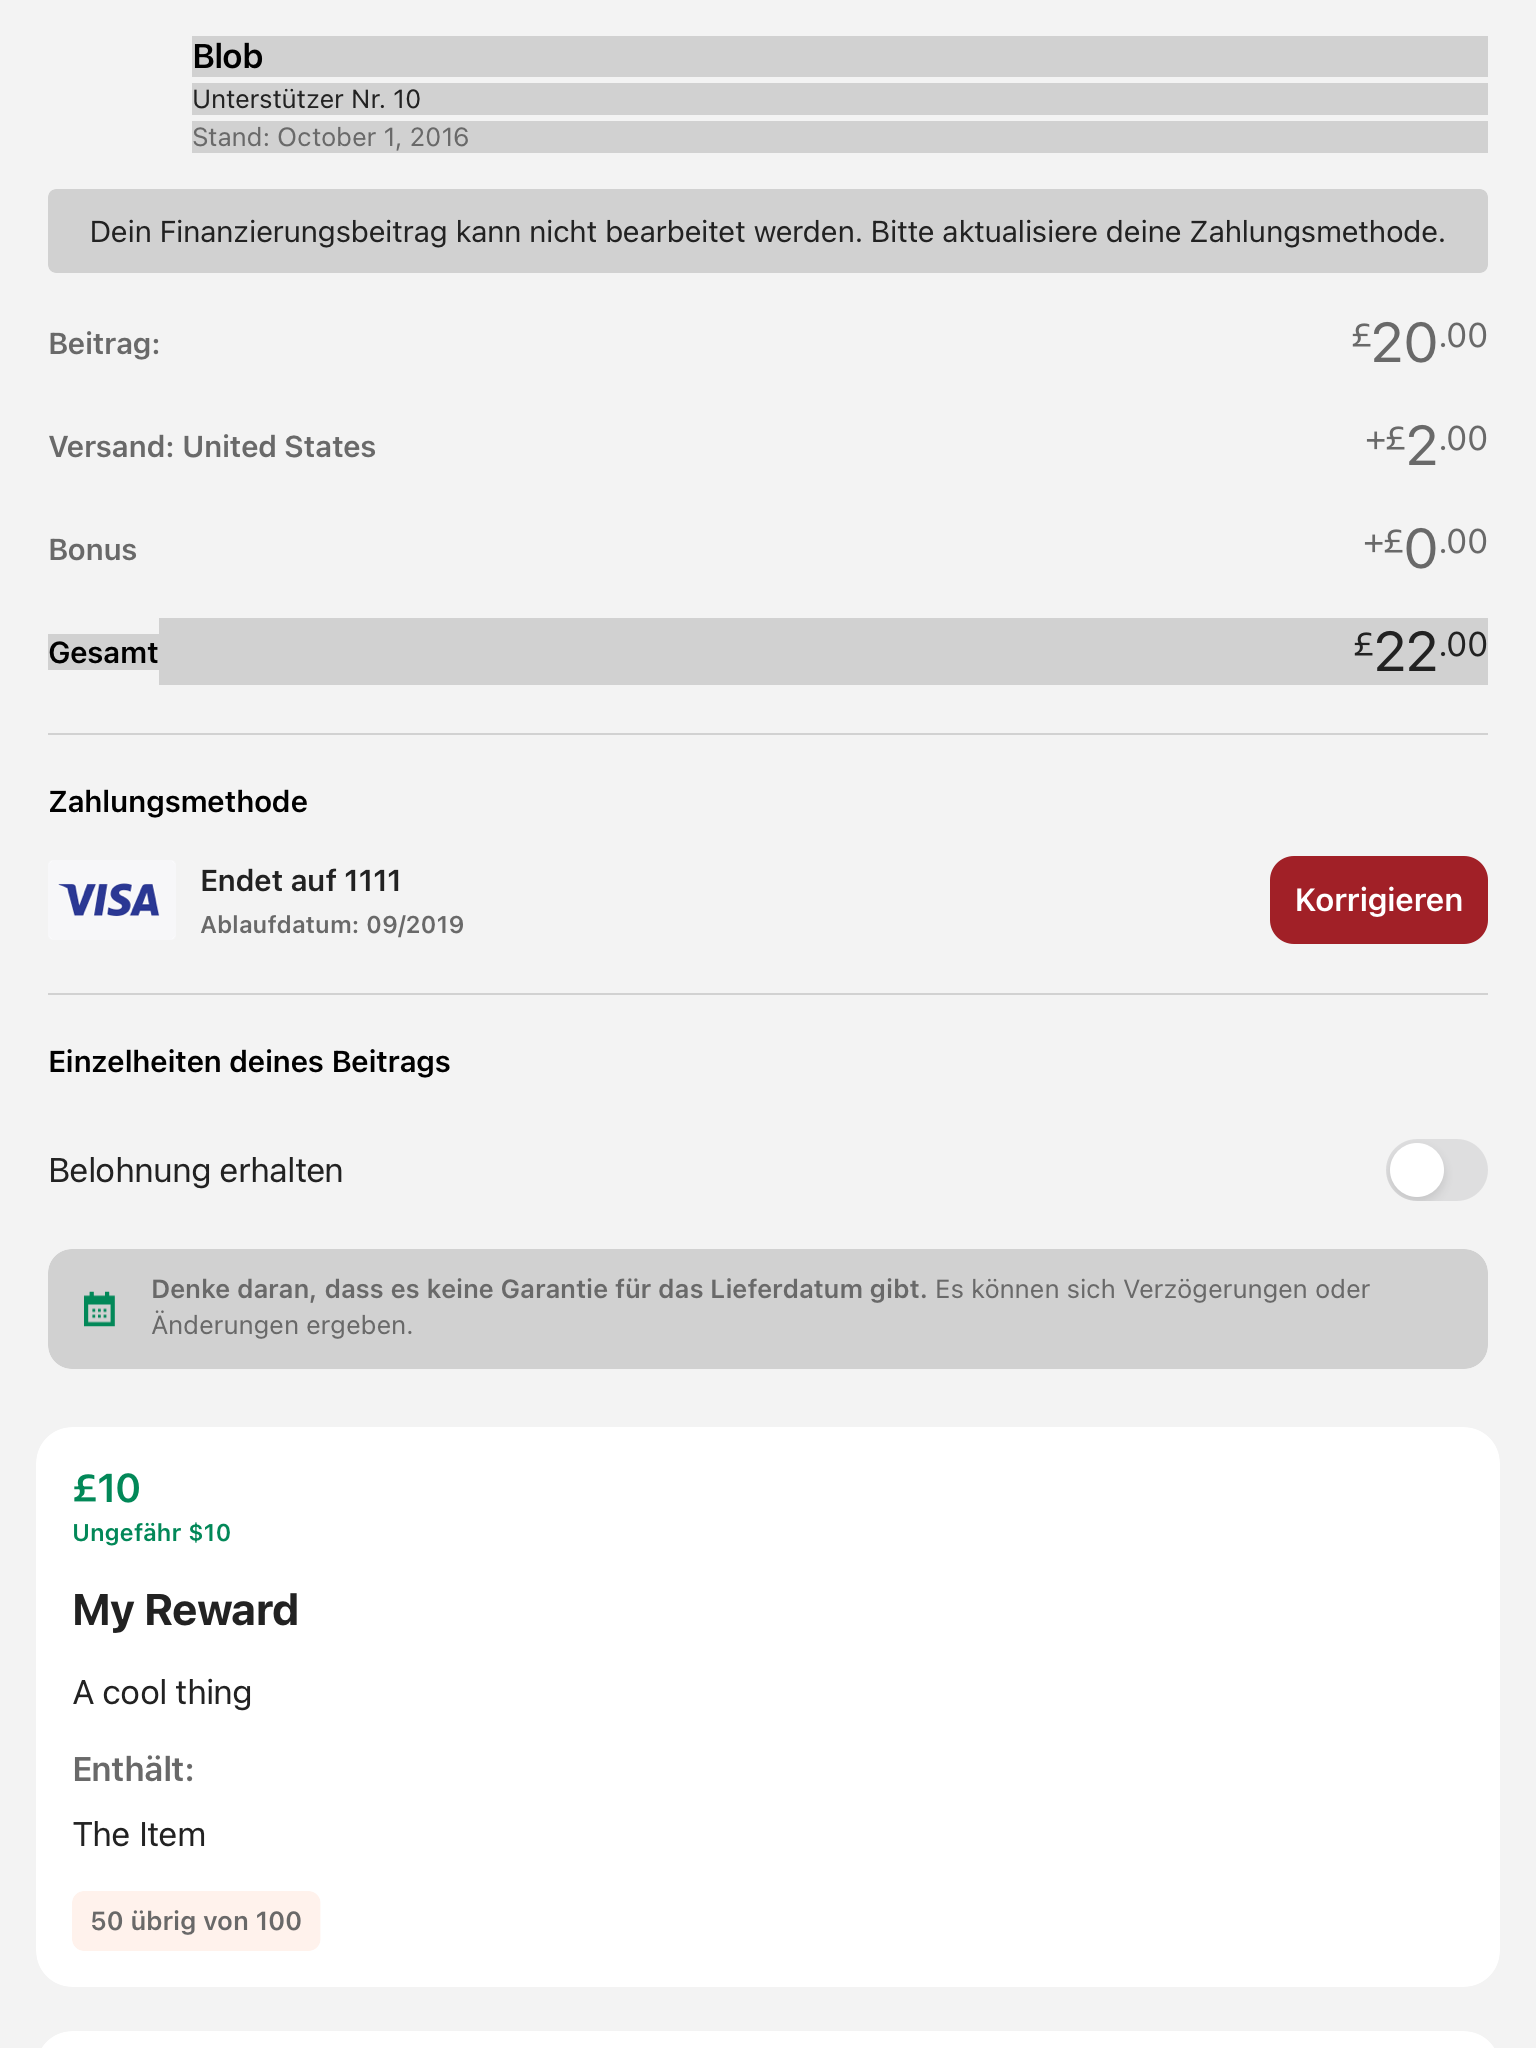 Blob
Unterstützer Nr. 10
Stand: October 1, 2016
Dein Finanzierungsbeitrag kann nicht bearbeitet werden. Bitte aktualisiere deine Zahlungsmethode.
Beitrag: £20.00
Versand: United States +£2.00
Bonus +£0.00
Gesamt £22.00
Zahlungsmethode
VISA
Endet auf 1111
Ablaufdatum: 09/2019
Korrigieren
Einzelheiten deines Beitrags
Belohnung erhalten
Denke daran, dass es keine Garantie für das Lieferdatum gibt. Es können sich Verzögerungen oder
Änderungen ergeben.
£10
Ungefähr $10
My Reward
A cool thing
Enthält:
The Item
50 übrig von 100